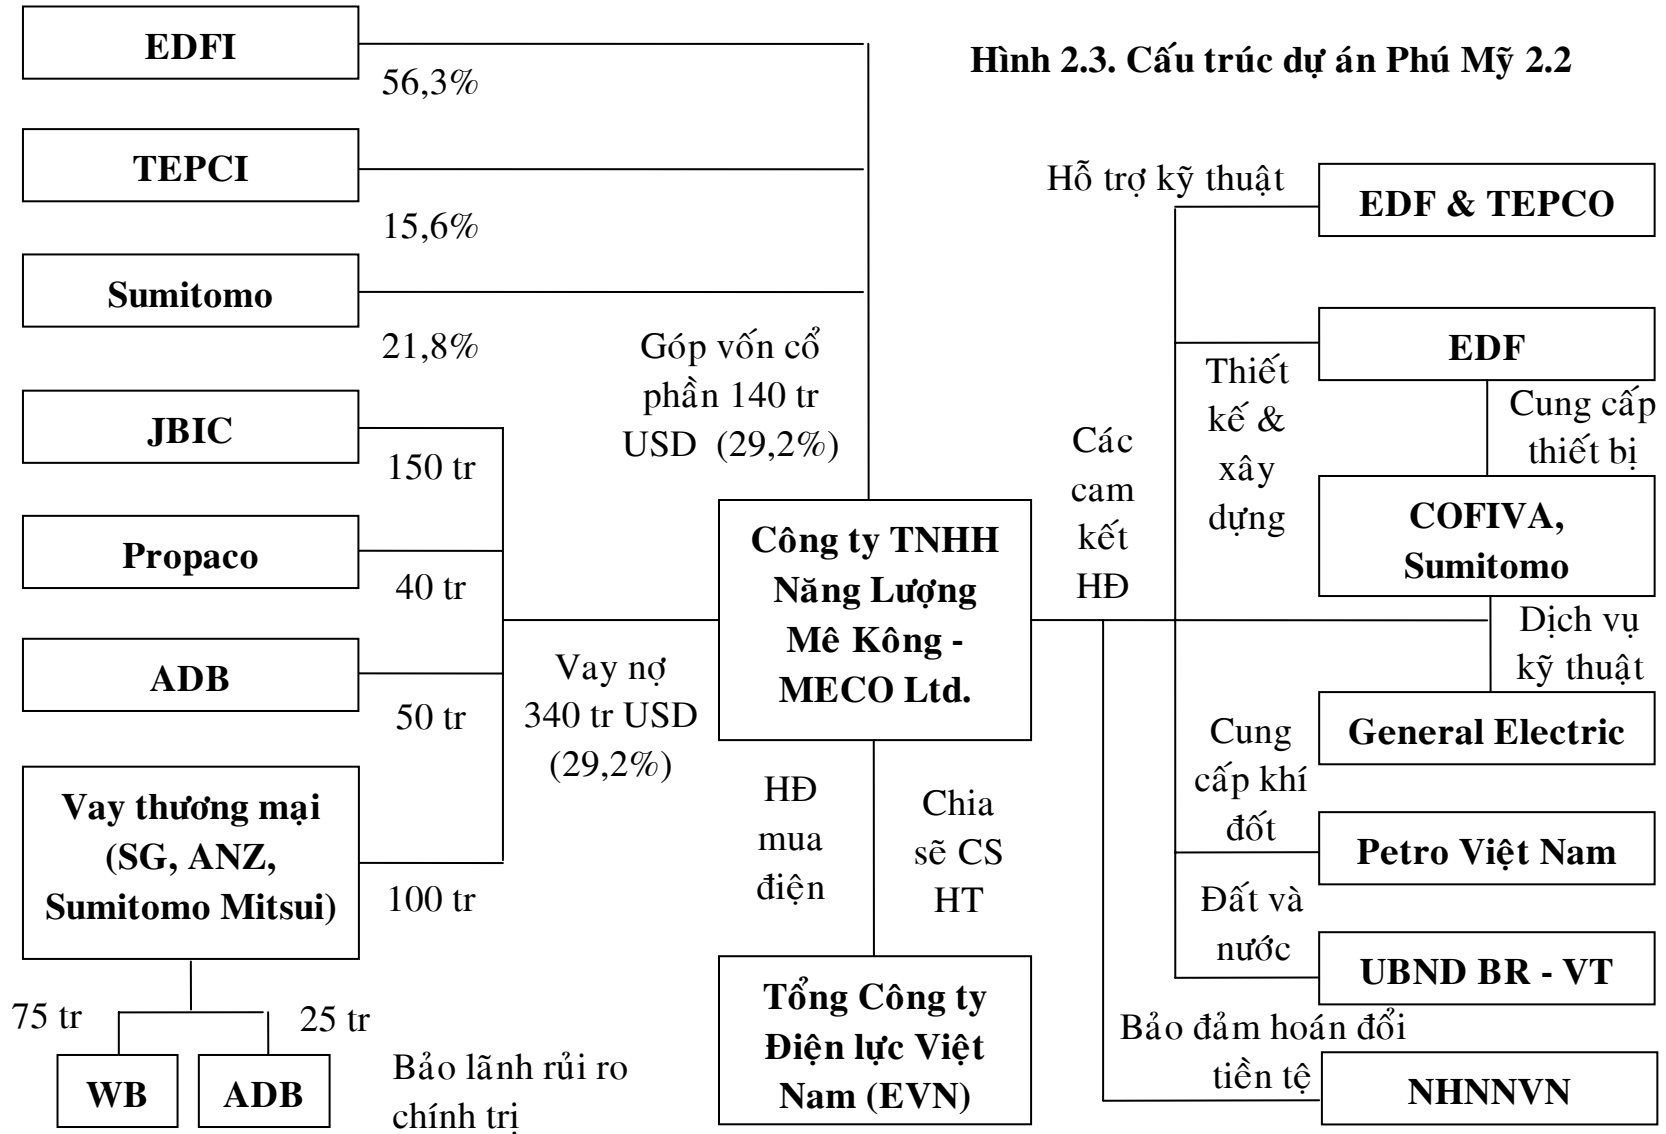 Hình 2.3. Cấu trúc dự án Phú Mỹ 2.2
EDFI
56,3%
TEPCI
15,6%
Sumitomo
21,8%
Góp vốn cổ
phần 140 tr
USD (29,2%)
JBIC
150 tr
Propaco
40 tr
ADB
50 tr
Vay thương mại
(SG, ANZ,
Sumitomo Mitsui)
100 tr
Vay nợ
340 tr USD
(29,2%)
75 tr
25 tr
WB
ADB
Bảo lãnh rủi ro
chính trị
Công ty TNHH
Năng Lượng
Mê Kông -
MECO Ltd.
HĐ
mua
điện
Chia
sẽ CS
HT
Tổng Công ty
Điện lực Việt
Nam (EVN)
Các
cam
kết
HĐ
Hỗ trợ kỹ thuật
EDF & TEPCO
Thiết
kế &
xây
dựng
EDF
Cung cấp
thiết bị
COFIVA,
Sumitomo
Dịch vụ
kỹ thuật
General Electric
Cung
cấp khí
đốt
Petro Việt Nam
Đất và
nước
UBND BR - VT
Bảo đảm hoán đổi
tiền tệ
NHNNVN